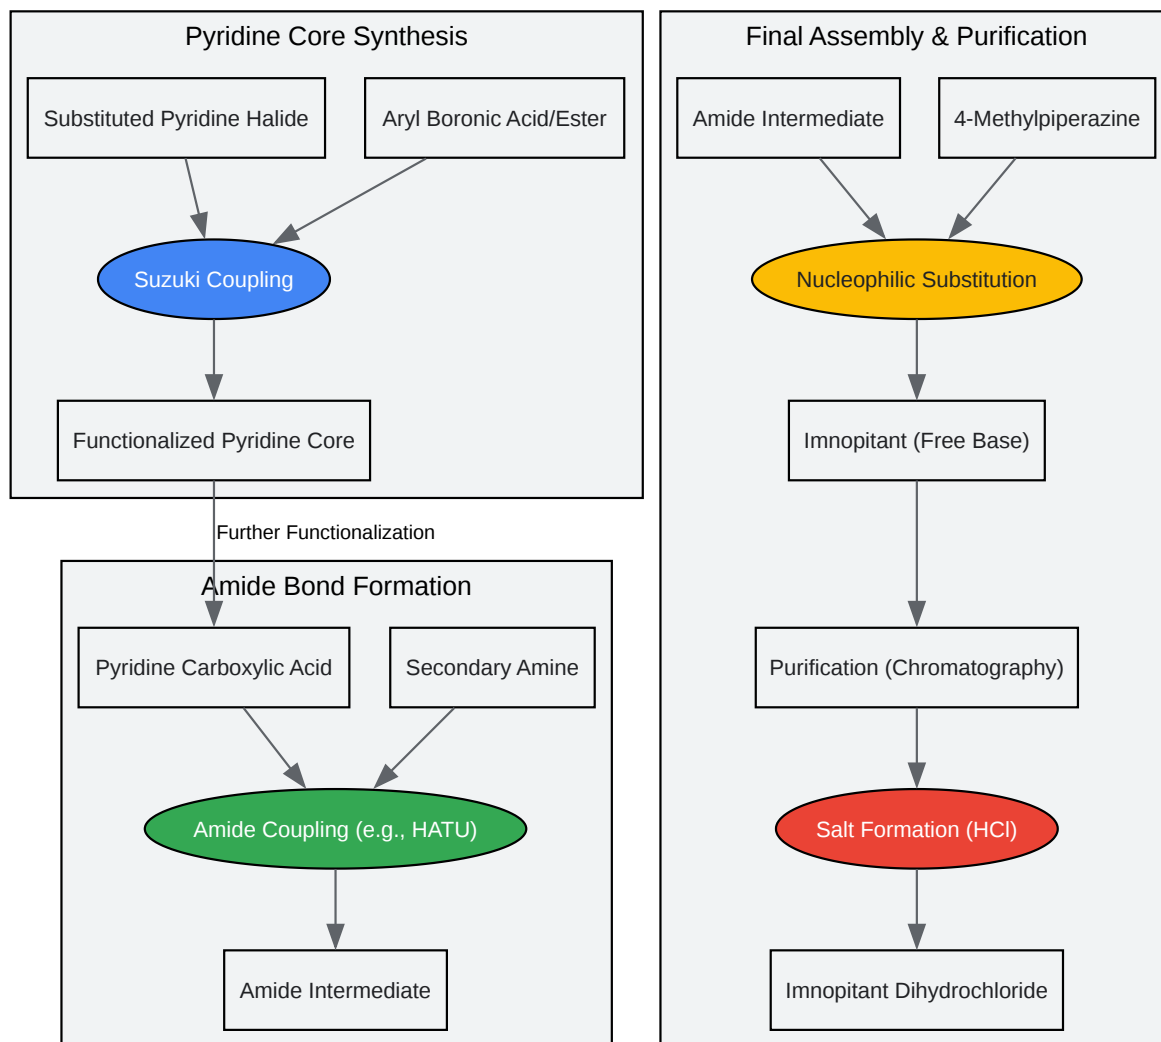 Pyridine Core Synthesis
Substituted Pyridine Halide
Aryl Boronic Acid/Ester
Suzuki Coupling
Functionalized Pyridine Core
Further Functionalization
Amide Bond Formation
Pyridine Carboxylic Acid
Secondary Amine
Amide Coupling (e.g., HATU)
Amide Intermediate
Final Assembly & Purification
Amide Intermediate
4-Methylpiperazine
Nucleophilic Substitution
Imnopitant (Free Base)
Purification (Chromatography)
Salt Formation (HCl)
Imnopitant Dihydrochloride